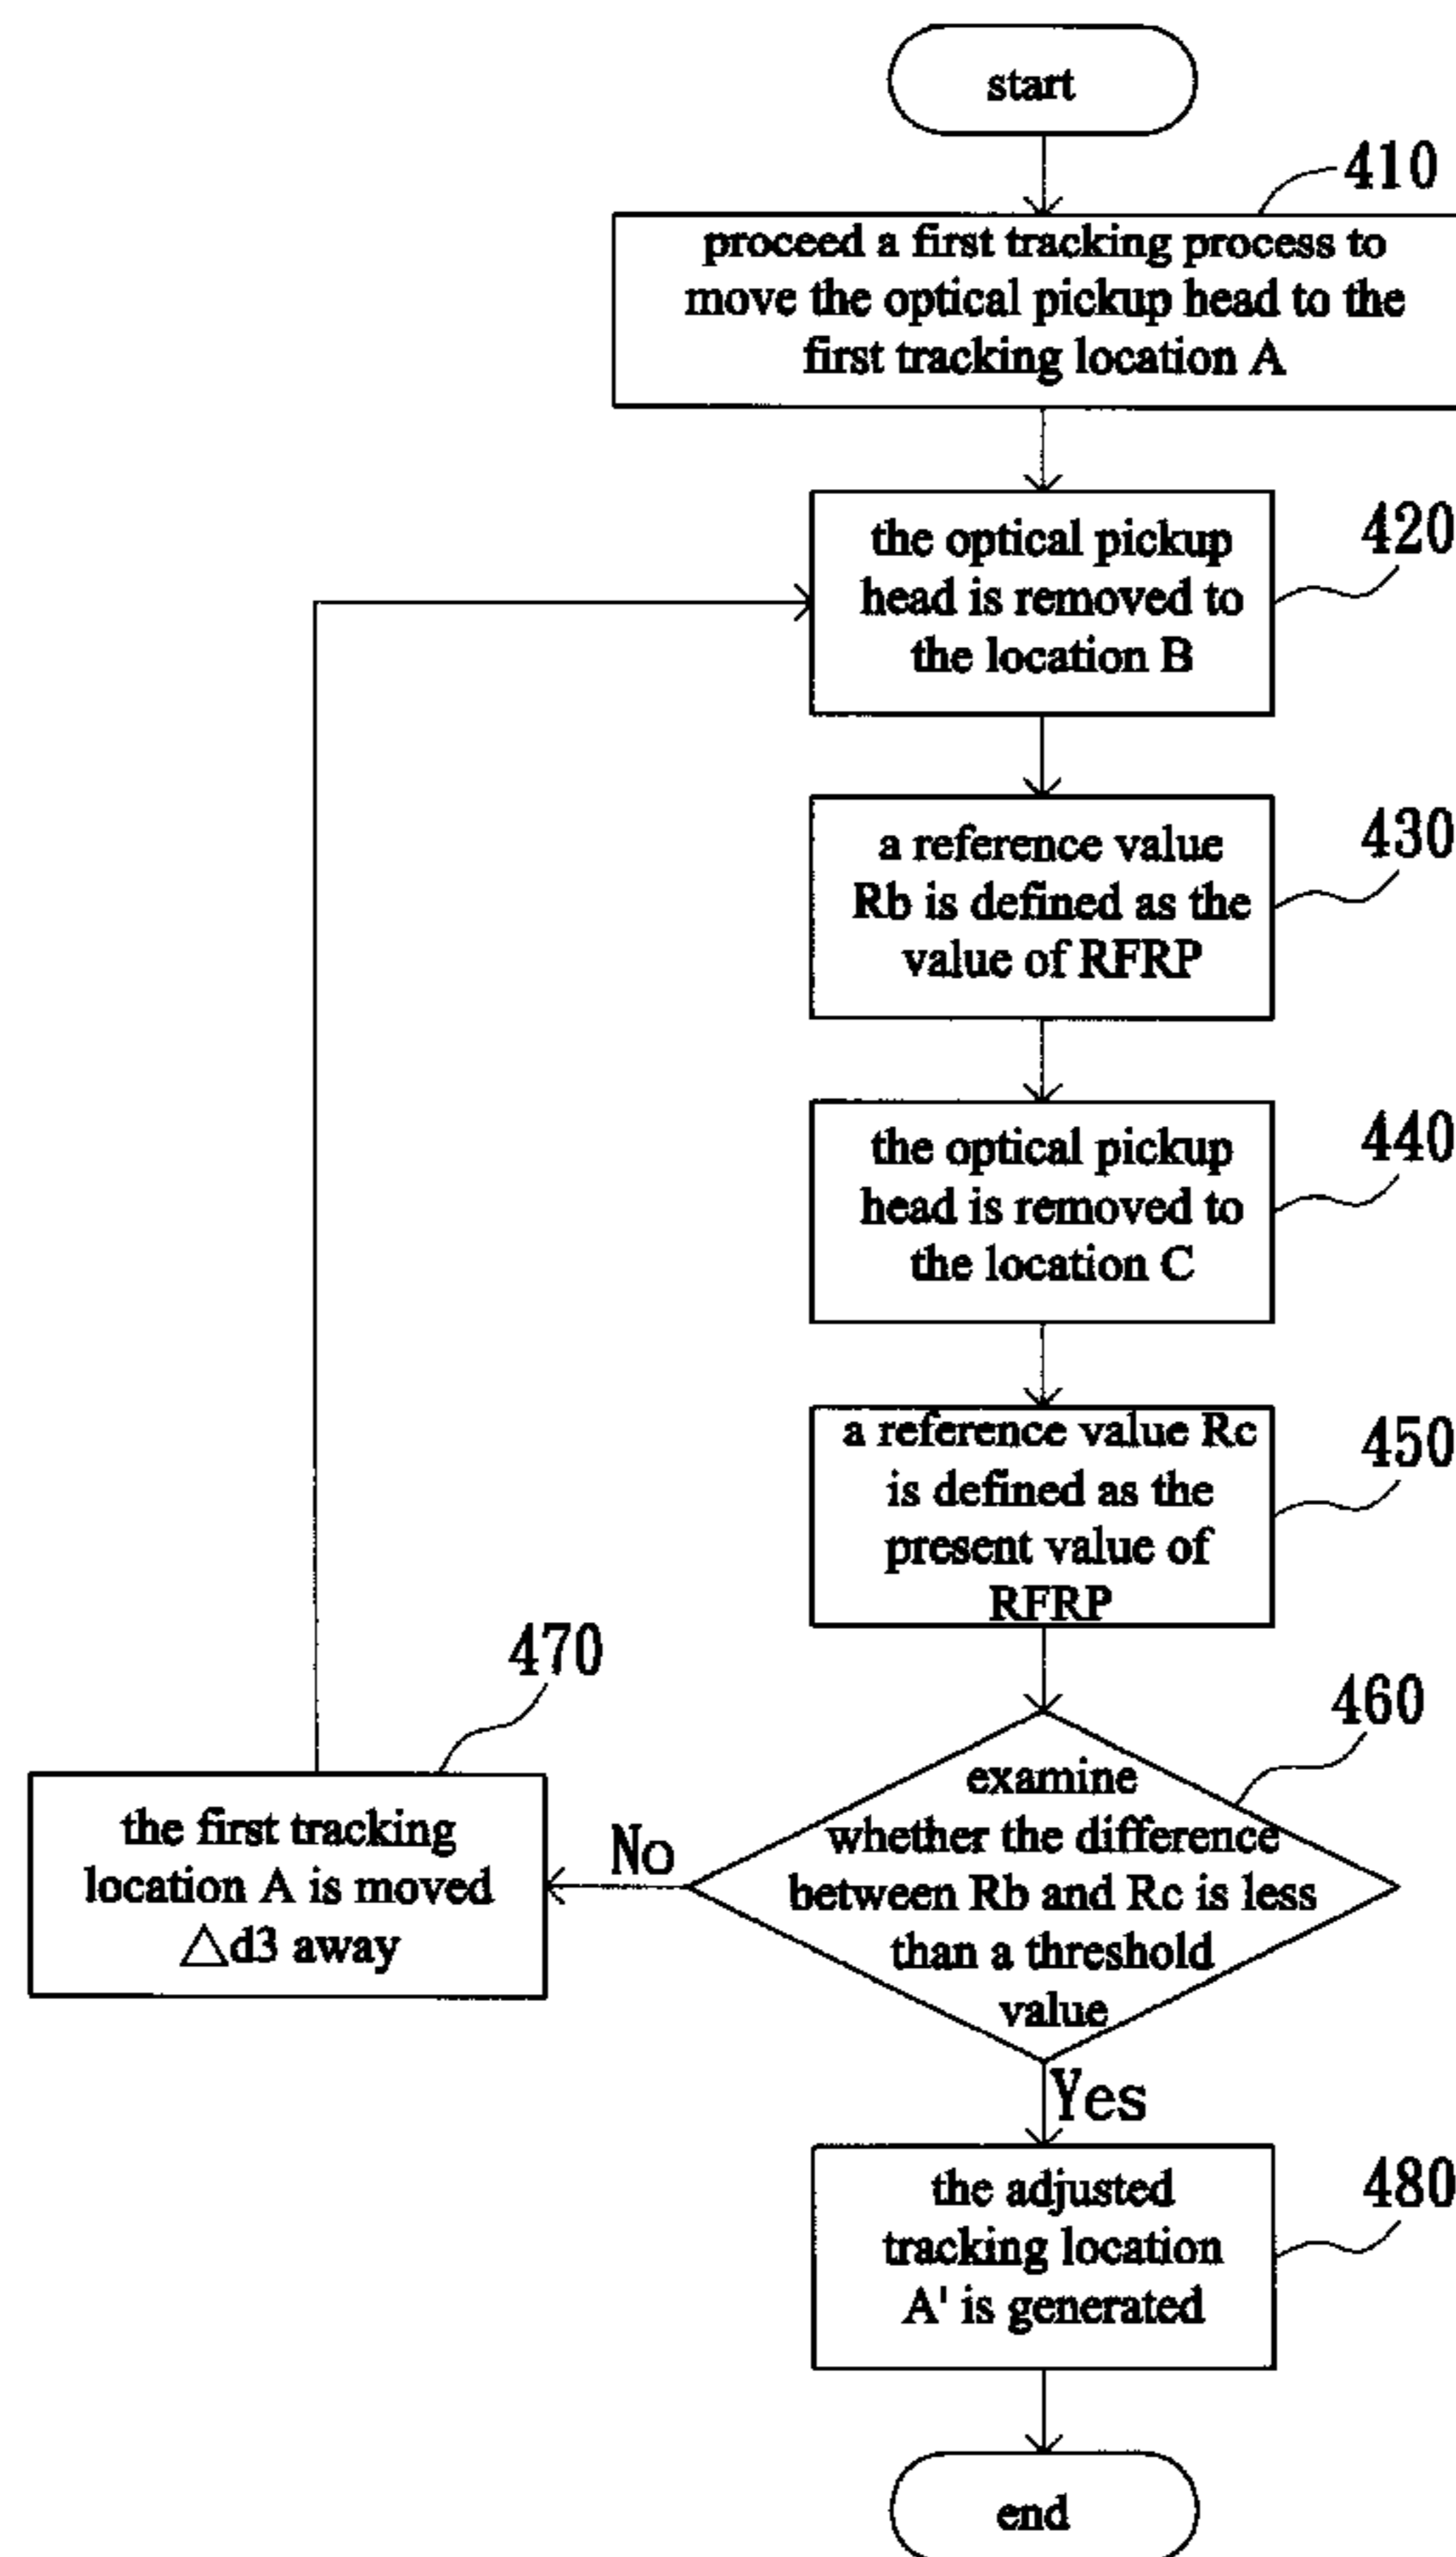 start
410
proceed a first tracking process to
move the optical pickup head to the
first tracking location A
420
the optical pickup
head is removed to
the location B
430
a reference value
Rb is defined as the
value of RFRP
440
the optical pickup
head is removed to
the location C
450
a reference value Rc
is defined as the
present value of
RFRP
460
examine
whether the difference
between Rb and Rc is less
than a threshold
value
No
470
the first tracking
location A is moved
△d3 away
Yes
480
the adjusted
tracking location
A' is generated
end